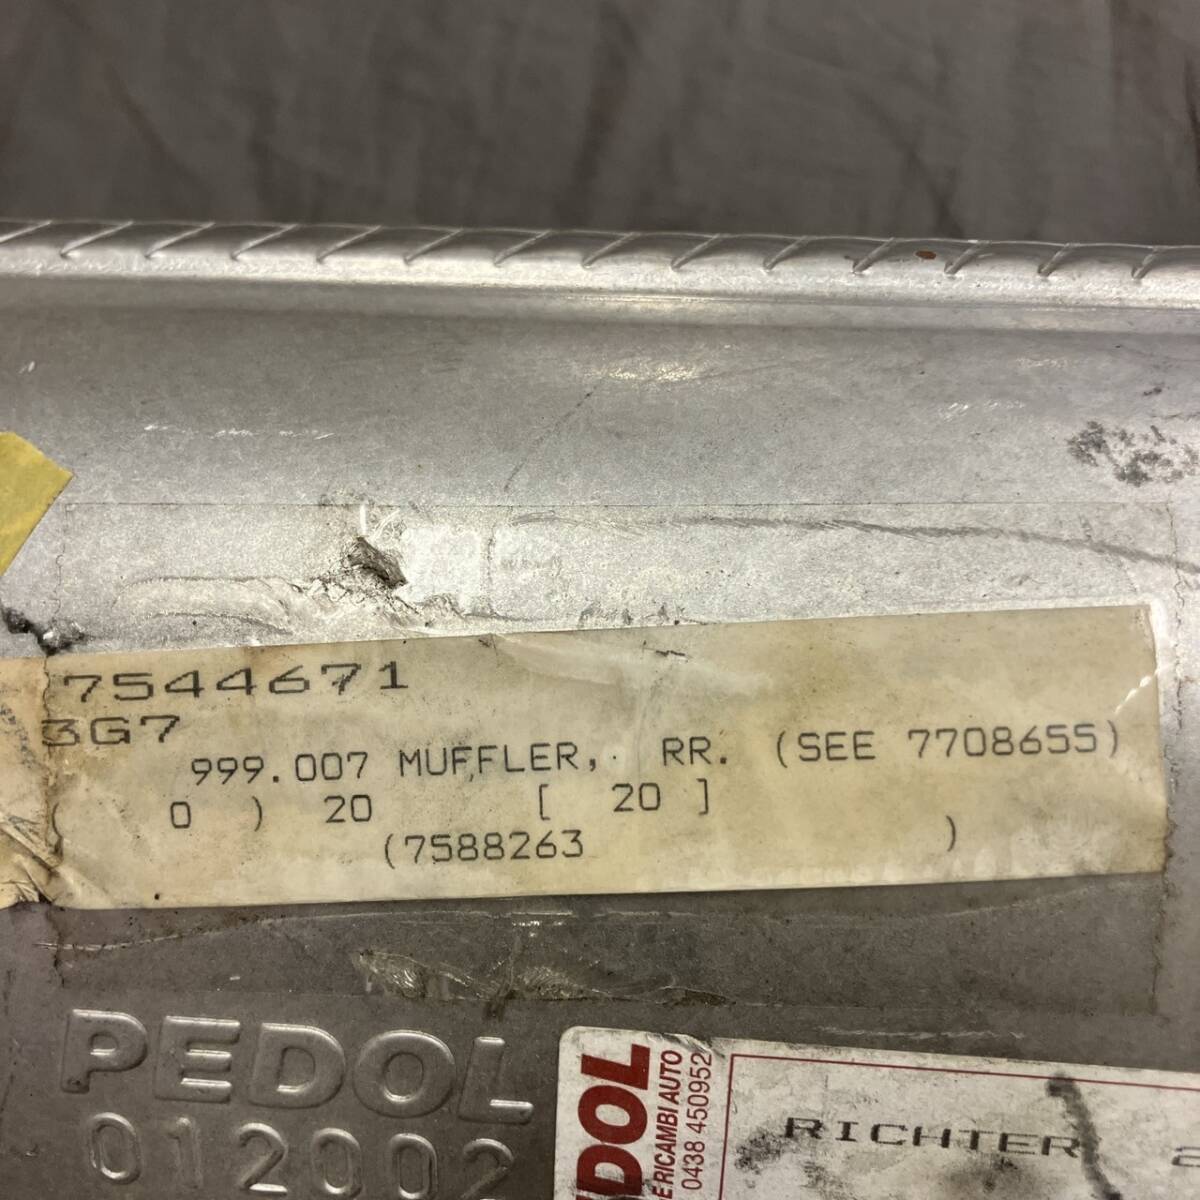 7544671
3G7
999.007 MUFFLER, RR. (SEE 7708655)
( 0 ) 20 [ 20 ]
(7588263 )
PEDOL
012002
DOL
E RICAMBI AUTO
0438 450952
RICHTER 2